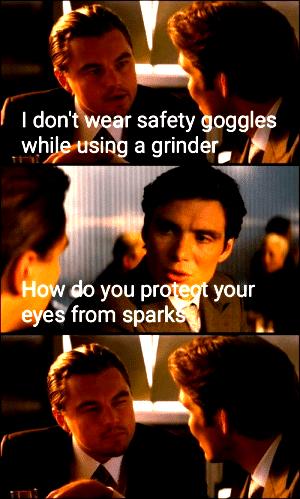 I don't wear safety goggles
while using a grinder
How do you protect your
eyes from sparks